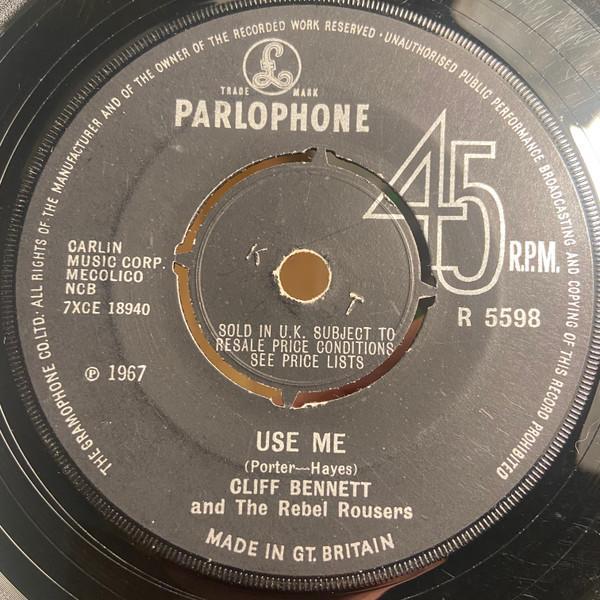 THE GRAMOPHONE CO.LTD. ALL RIGHTS OF THE MANUFACTURER AND OF THE OWNER OF THE RECORDED WORK RESERVED · UNAUTHORISED PUBLIC PERFORMANCE BROADCASTING AND COPYING OF THIS RECORD PROHIBITED
£
TRADE MARK
PARLOPHONE
45
R.P.M.
CARLIN
MUSIC CORP.
MECOLICO
NCB
7XCE 18940
R 5598
K T
SOLD IN U.K. SUBJECT TO
RESALE PRICE CONDITIONS
SEE PRICE LISTS
℗ 1967
USE ME
(Porter—Hayes)
CLIFF BENNETT
and The Rebel Rousers
MADE IN GT. BRITAIN